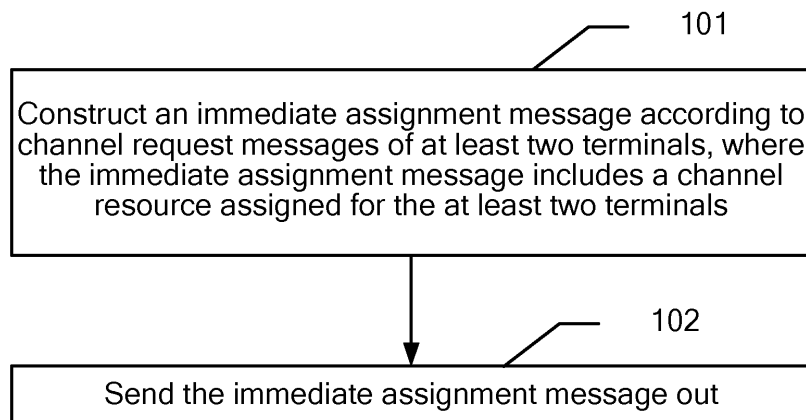 101
Construct an immediate assignment message according to
channel request messages of at least two terminals, where
the immediate assignment message includes a channel
resource assigned for the at least two terminals
102
Send the immediate assignment message out